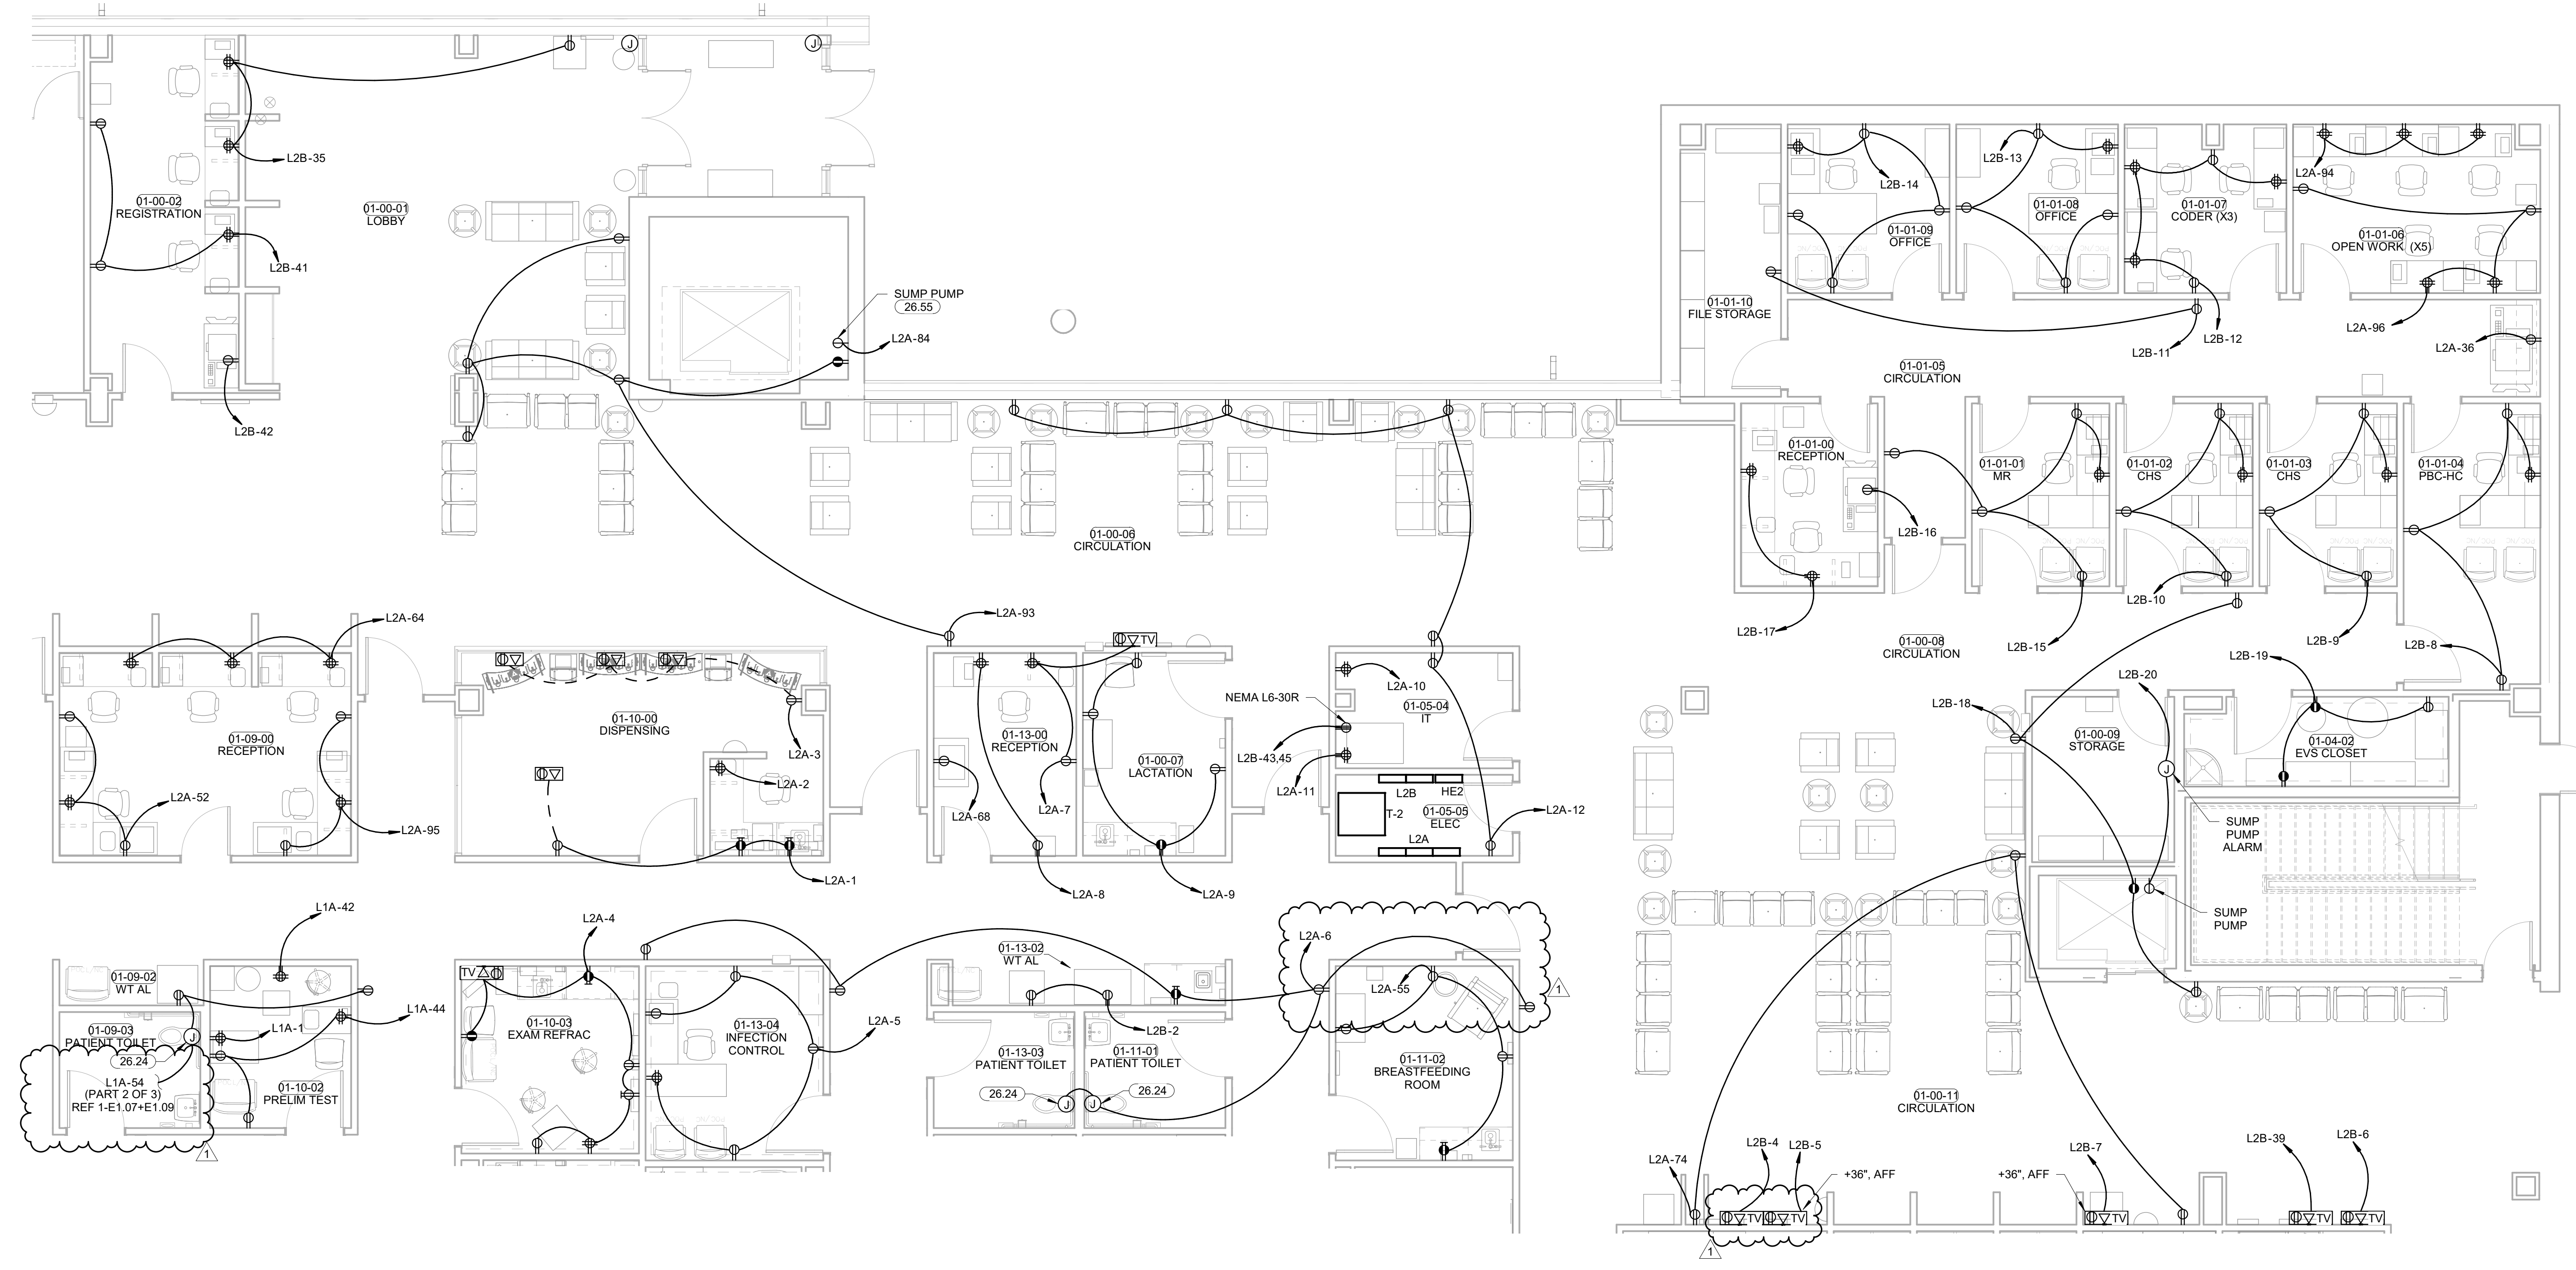 J
J
L2B-35
01-00-02
REGISTRATION
01-00-01
LOBBY
L2B-41
L2B-42
SUMP PUMP
26.55
L2A-84
L2B-14
L2B-13
L2A-94
01-01-09
OFFICE
01-01-08
OFFICE
01-01-07
CODER (X3)
01-01-06
OPEN WORK (X5)
01-01-10
FILE STORAGE
L2B-11
L2B-12
L2A-96
L2A-36
01-01-05
CIRCULATION
01-01-00
RECEPTION
01-01-01
MR
01-01-02
CHS
01-01-03
CHS
01-01-04
PBC-HC
L2B-16
01-00-06
CIRCULATION
L2B-17
L2B-15
L2B-10
L2B-9
L2B-8
01-00-08
CIRCULATION
L2A-64
L2A-93
TV
01-09-00
RECEPTION
L2A-52
L2A-95
01-10-00
DISPENSING
L2A-3
L2A-2
L2A-1
01-13-00
RECEPTION
L2A-68
L2A-7
L2A-8
01-00-07
LACTATION
L2A-9
NEMA L6-30R
L2A-10
01-05-04
IT
L2B-43,45
L2A-11
L2B
HE2
T-2
01-05-05
ELEC
L2A
L2A-12
L2B-18
L2B-20
L2B-19
01-00-09
STORAGE
J
01-04-02
EVS CLOSET
SUMP
PUMP
ALARM
SUMP
PUMP
L1A-42
01-09-02
WT AL
01-09-03
PATIENT TOILET
J
26.24
L1A-54
(PART 2 OF 3)
REF 1-E1.07+E1.09
1
L1A-1
L1A-44
01-10-02
PRELIM TEST
L2A-4
TV
01-10-03
EXAM REFRAC
01-13-04
INFECTION
CONTROL
L2A-5
01-13-02
WT AL
L2B-2
01-13-03
PATIENT TOILET
01-11-01
PATIENT TOILET
26.24
J
J
26.24
L2A-6
L2A-55
1
01-11-02
BREASTFEEDING
ROOM
01-00-11
CIRCULATION
L2A-74
L2B-4
L2B-5
+36", AFF
TV
TV
1
+36", AFF
L2B-7
TV
L2B-39
L2B-6
TV
TV